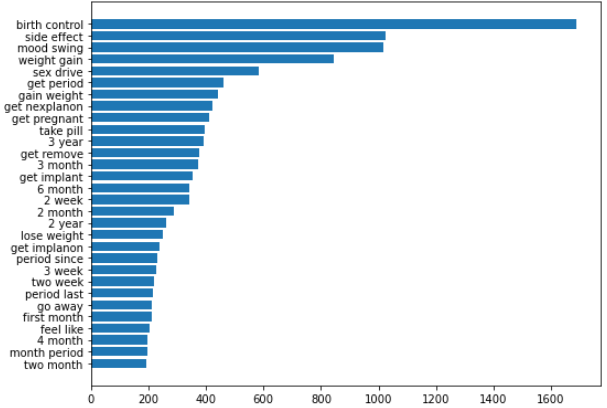 birth control
side effect
mood swing
weight gain
sex drive
get period
gain weight
get nexplanon
get pregnant
take pill
3 year
get remove
3 month
get implant
6 month
2 week
2 month
2 year
lose weight
get implanon
period since
3 week
two week
period last
go away
first month
feel like
4 month
month period
two month
0 200 400 600 800 1000 1200 1400 1600